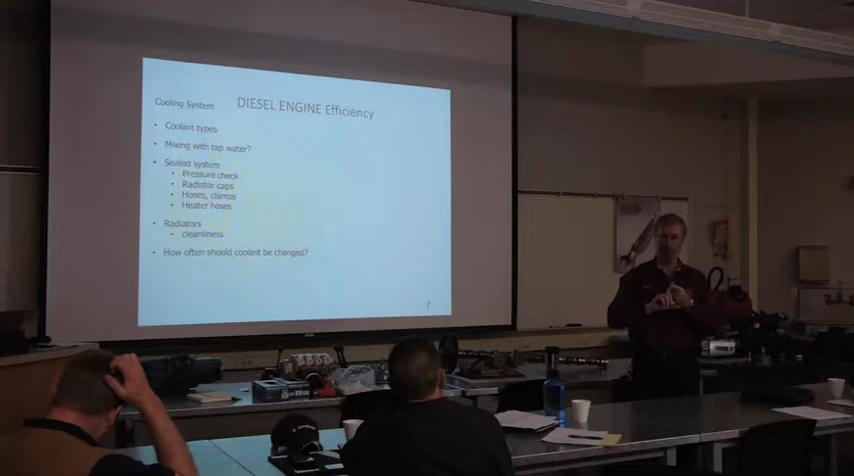 Cooling System
DIESEL ENGINE Efficiency
• Coolant types
• Mixing with tap water?
• Sealed system
• Pressure check
• Radiator caps
• Hoses, clamps
• Heater hoses
• Radiators
• cleanliness
• How often should coolant be changed?
7